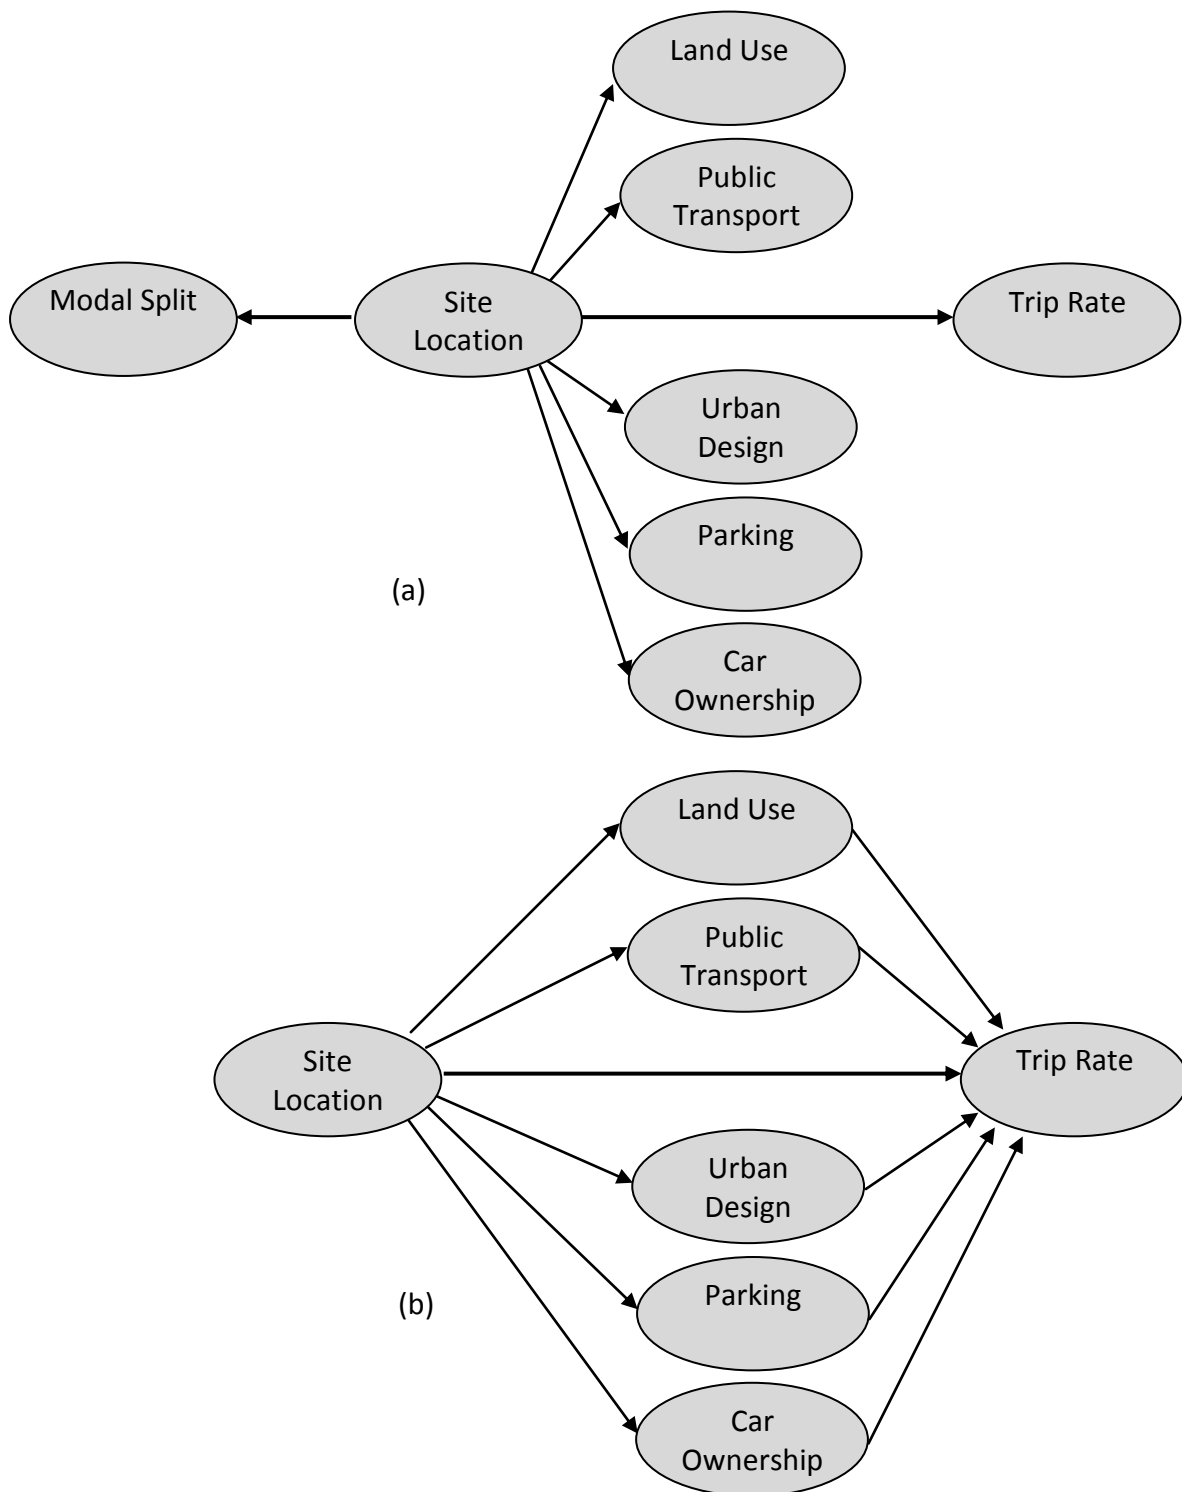 Land Use
Public
Transport
Modal Split
Site
Location
Trip Rate
Urban
Design
Parking
(a)
Car
Ownership
Land Use
Public
Transport
Site
Location
Trip Rate
Urban
Design
Parking
(b)
Car
Ownership